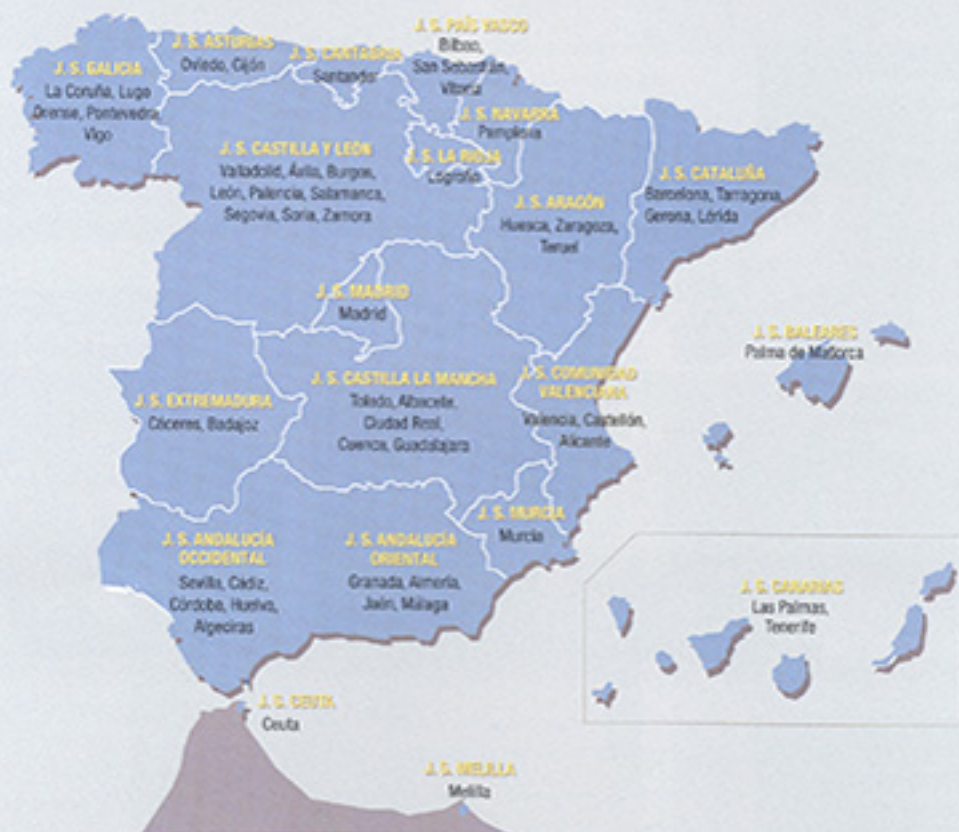 J. S. PAÍS VASCO
Bilbao,
San Sebastián,
Vitoria
J. S. ASTURIAS
Oviedo, Gijón
J. S. CANTABRIA
Santander
J. S. GALICIA
La Coruña, Lugo
Orense, Pontevedra,
Vigo
J. S. NAVARRA
Pamplona
J. S. LA RIOJA
Logroño
J. S. CASTILLA Y LEÓN
Valladolid, Ávila, Burgos,
León, Palencia, Salamanca,
Segovia, Soria, Zamora
J. S. ARAGÓN
Huesca, Zaragoza,
Teruel
J. S. CATALUÑA
Barcelona, Tarragona,
Gerona, Lérida
J. S. MADRID
Madrid
J. S. BALEARES
Palma de Mallorca
J. S. EXTREMADURA
Cáceres, Badajoz
J. S. CASTILLA LA MANCHA
Toledo, Albacete,
Ciudad Real,
Cuenca, Guadalajara
J. S. COMUNIDAD
VALENCIANA
Valencia, Castellón,
Alicante
J. S. MURCIA
Murcia
J. S. ANDALUCÍA
OCCIDENTAL
Sevilla, Cádiz,
Córdoba, Huelva,
Algeciras
J. S. ANDALUCÍA
ORIENTAL
Granada, Almería,
Jaén, Málaga
J. S. CANARIAS
Las Palmas,
Tenerife
J. S. CEUTA
Ceuta
J. S. MELILLA
Melilla